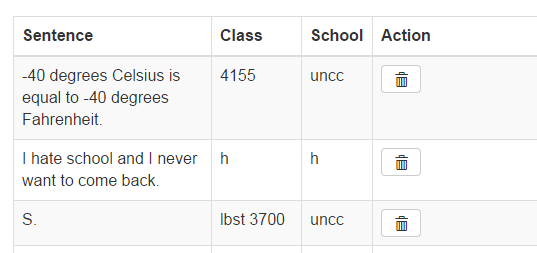 Sentence Class School Action
-40 degrees Celsius is 4155 uncc
equal to -40 degrees
Fahrenheit.
I hate school and I never h h
want to come back.
S. lbst 3700 uncc